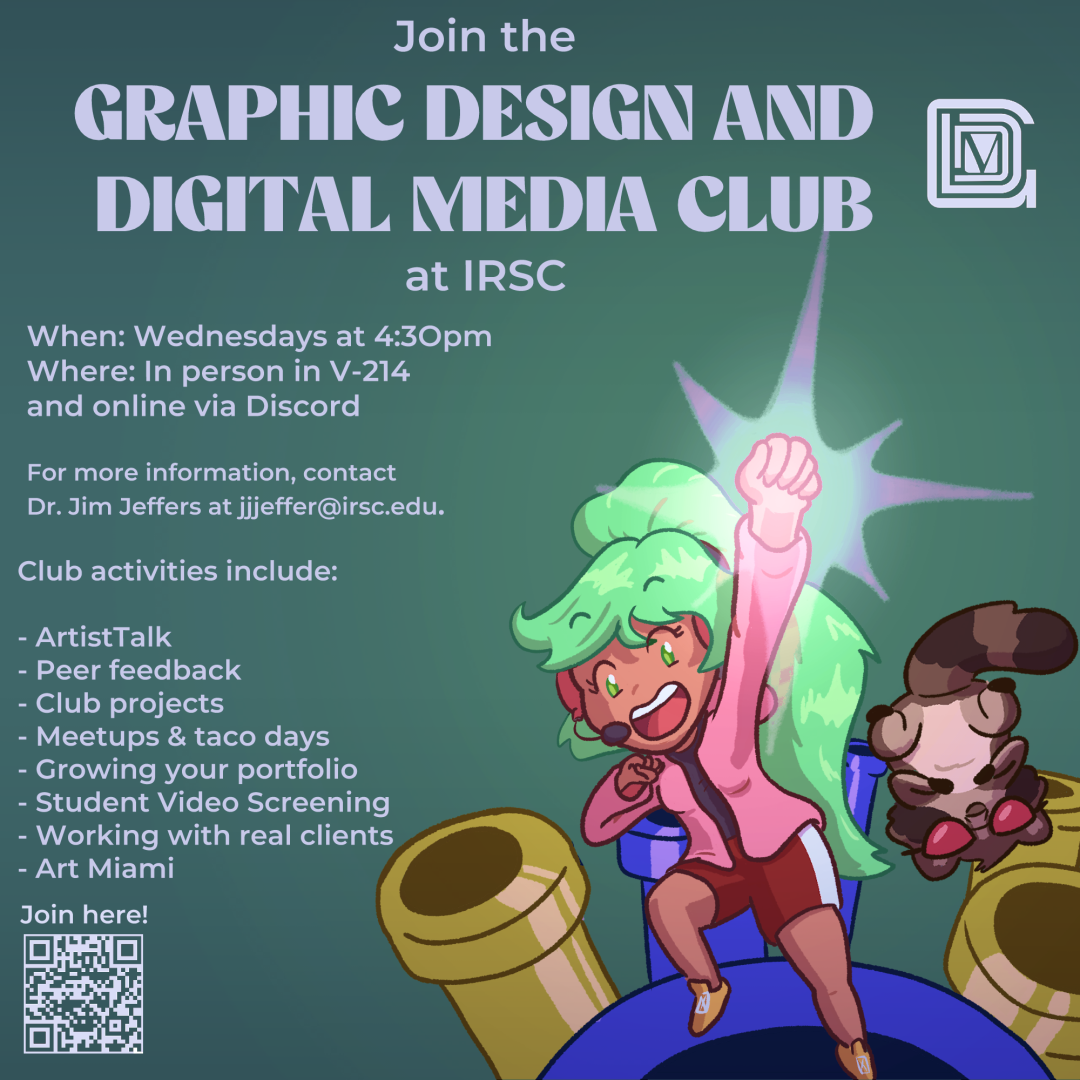 Join the
GRAPHIC DESIGN AND
DIGITAL MEDIA CLUB
at IRSC
GDMC
When: Wednesdays at 4:30pm
Where: In person in V-214
and online via Discord
For more information, contact
Dr. Jim Jeffers at jjjeffer@irsc.edu.
Club activities include:
- ArtistTalk
- Peer feedback
- Club projects
- Meetups & taco days
- Growing your portfolio
- Student Video Screening
- Working with real clients
- Art Miami
Join here!